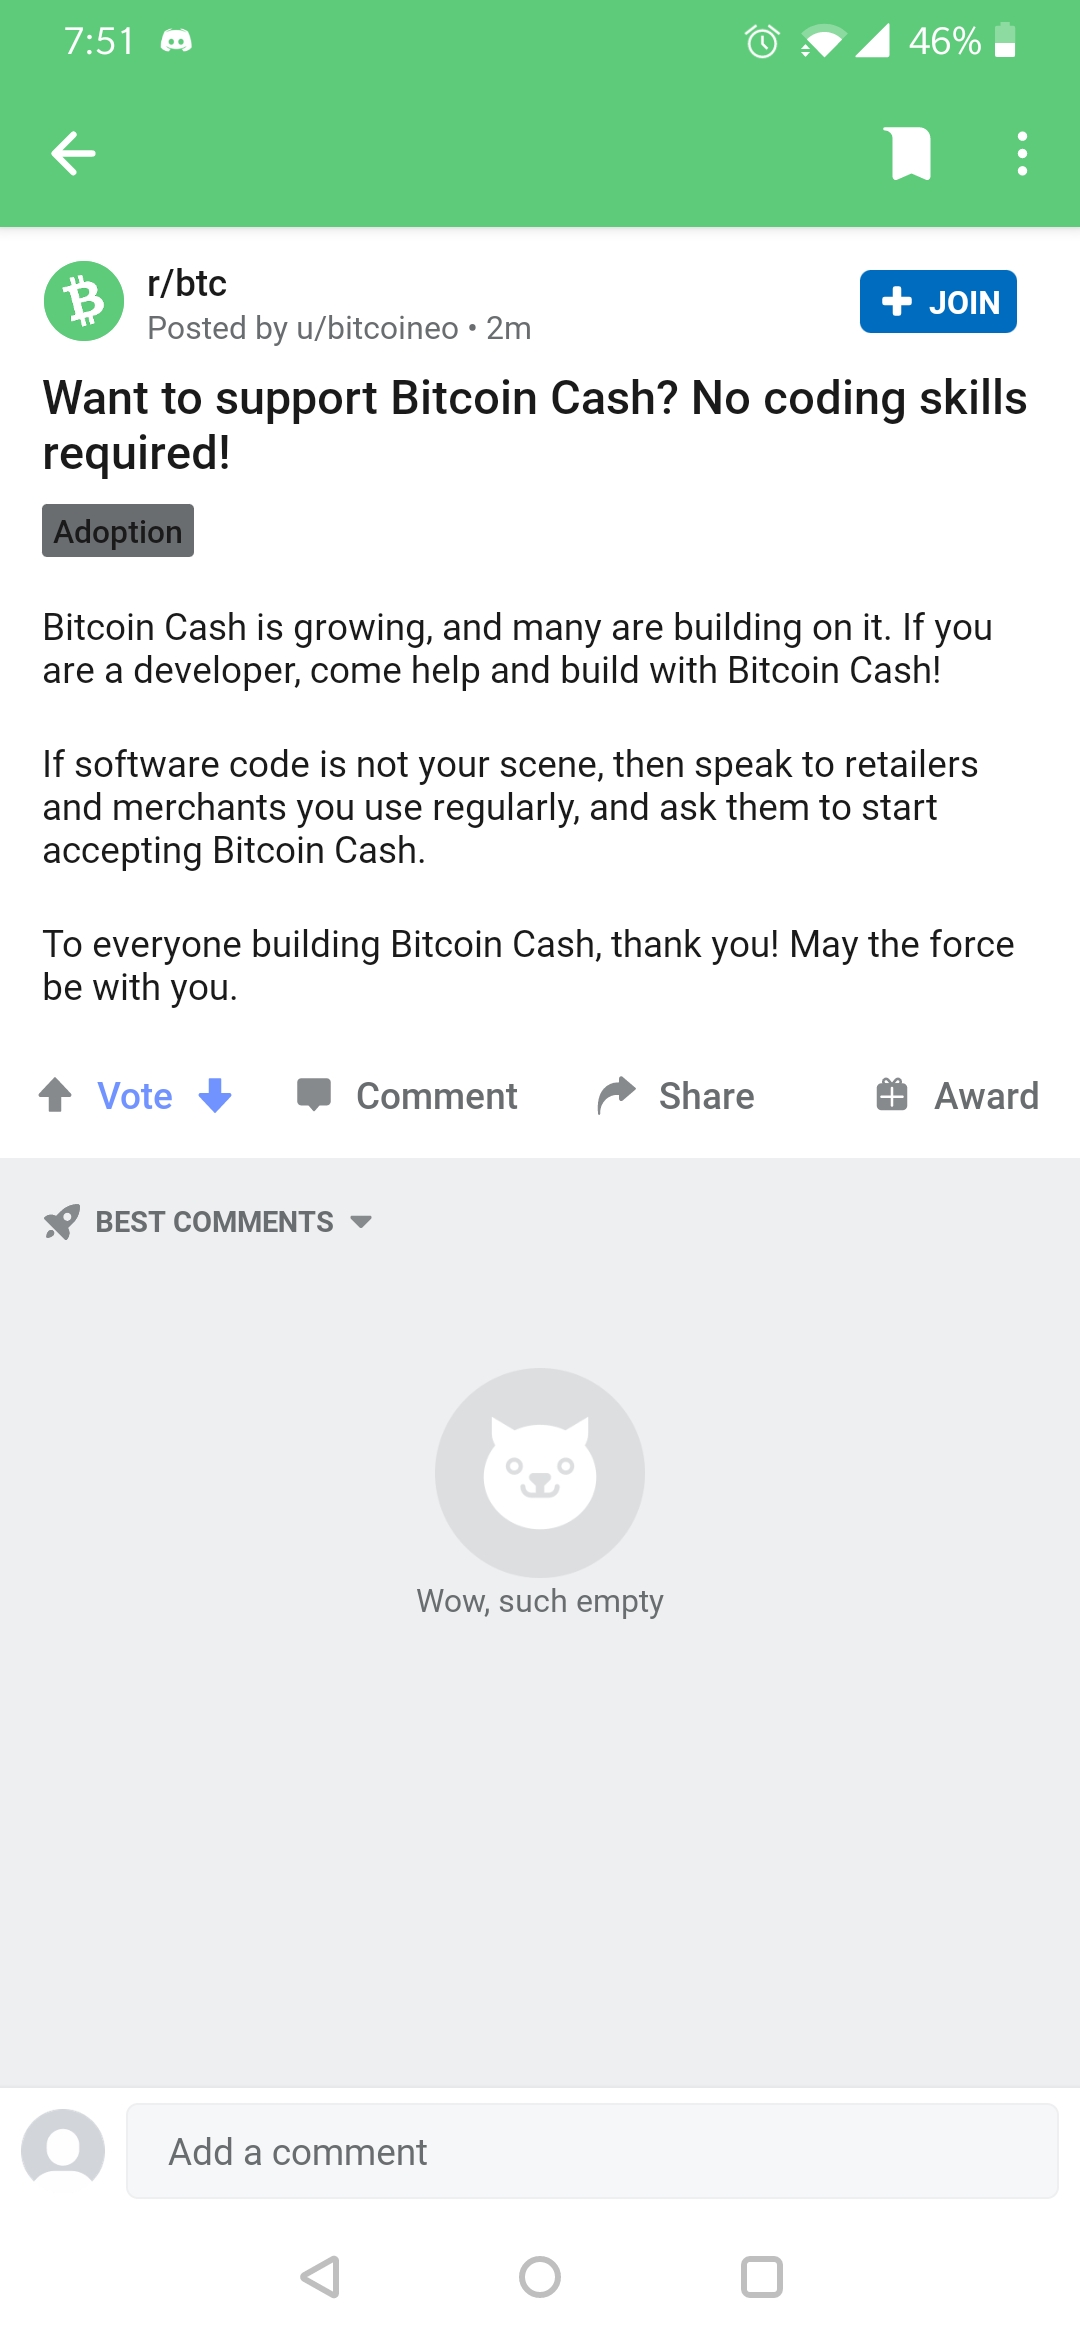 7:51
46%
r/btc
Posted by u/bitcoineo • 2m
JOIN
Want to support Bitcoin Cash? No coding skills
required!
Adoption
Bitcoin Cash is growing, and many are building on it. If you
are a developer, come help and build with Bitcoin Cash!
If software code is not your scene, then speak to retailers
and merchants you use regularly, and ask them to start
accepting Bitcoin Cash.
To everyone building Bitcoin Cash, thank you! May the force
be with you.
Vote Comment Share Award
BEST COMMENTS
Wow, such empty
Add a comment